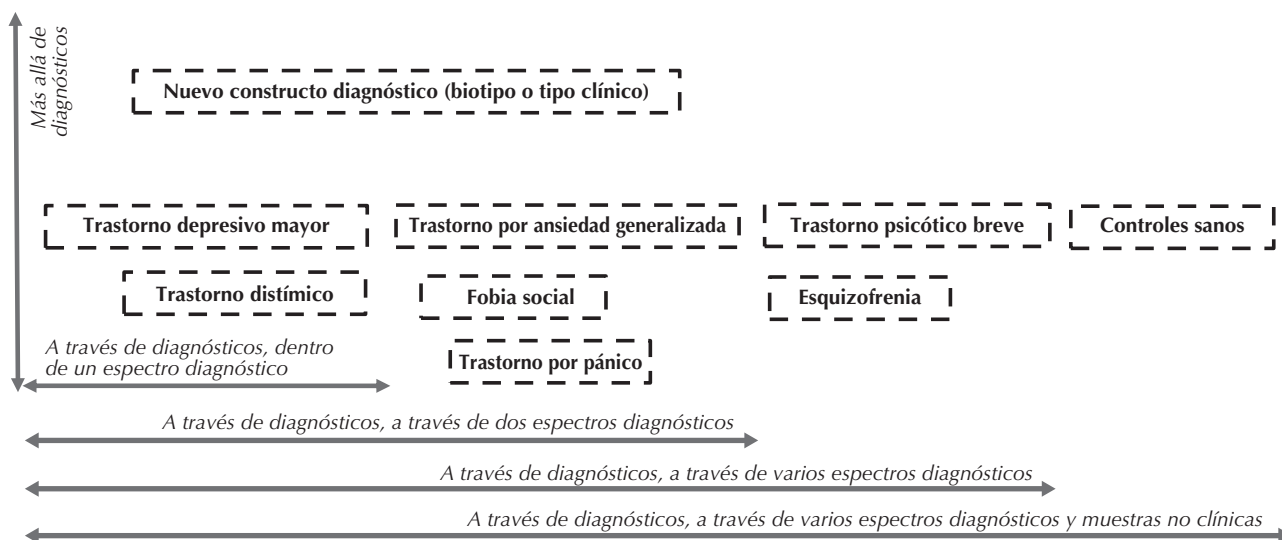 Más allá de
diagnósticos
Nuevo constructo diagnóstico (biotipo o tipo clínico)
Trastorno depresivo mayor
Trastorno por ansiedad generalizada
Trastorno psicótico breve
Controles sanos
Trastorno distímico
Fobia social
Esquizofrenia
Trastorno por pánico
A través de diagnósticos, dentro
de un espectro diagnóstico
A través de diagnósticos, a través de dos espectros diagnósticos
A través de diagnósticos, a través de varios espectros diagnósticos
A través de diagnósticos, a través de varios espectros diagnósticos y muestras no clínicas